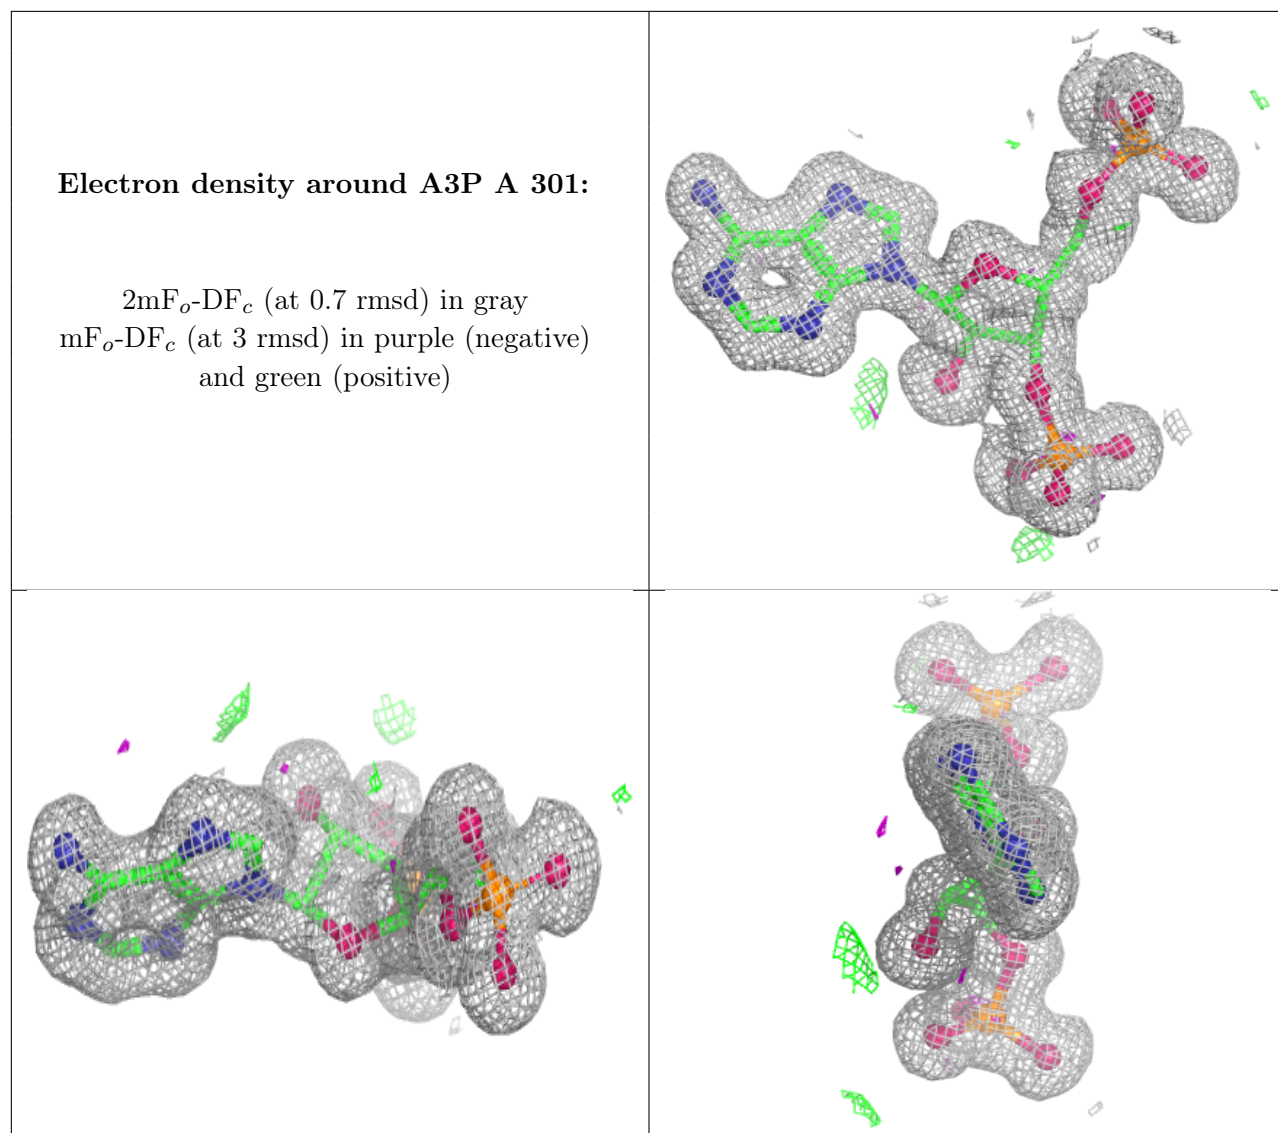 Electron density around A3P A 301:
2mFₒ-DF𝒸 (at 0.7 rmsd) in gray
mFₒ-DF𝒸 (at 3 rmsd) in purple (negative)
and green (positive)